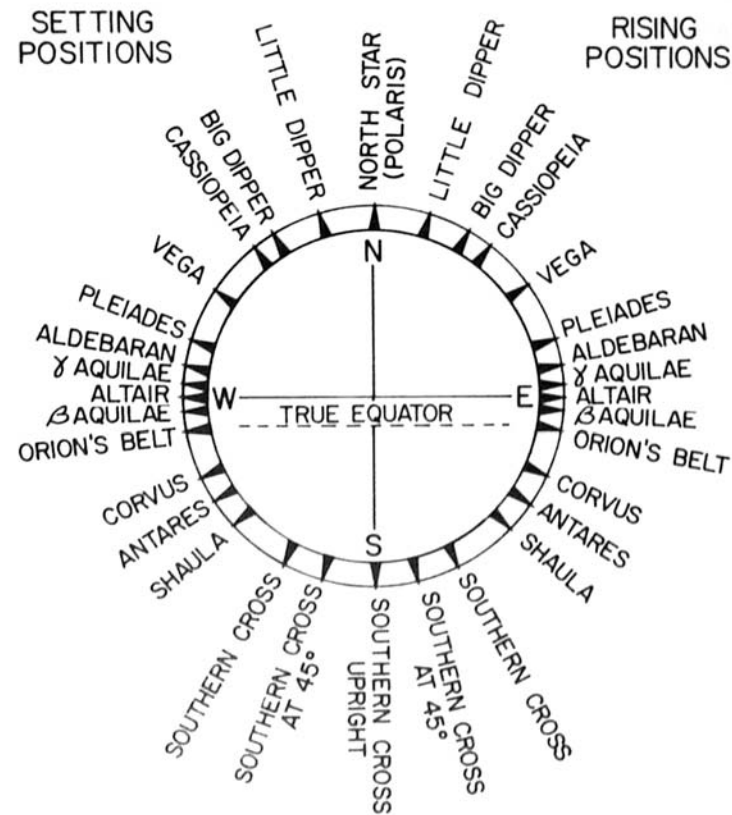 SETTING
POSITIONS
RISING
POSITIONS
NORTH STAR
(POLARIS)
LITTLE DIPPER
BIG DIPPER
CASSIOPEIA
VEGA
PLEIADES
ALDEBARAN
γ AQUILAE
ALTAIR
β AQUILAE
ORION'S BELT
CORVUS
ANTARES
SHAULA
SOUTHERN CROSS
SOUTHERN CROSS
AT 45°
SOUTHERN CROSS
UPRIGHT
SOUTHERN CROSS
AT 45°
SOUTHERN CROSS
SHAULA
ANTARES
CORVUS
ORION'S BELT
β AQUILAE
ALTAIR
γ AQUILAE
ALDEBARAN
PLEIADES
VEGA
CASSIOPEIA
BIG DIPPER
LITTLE DIPPER
N
W
E
TRUE EQUATOR
S